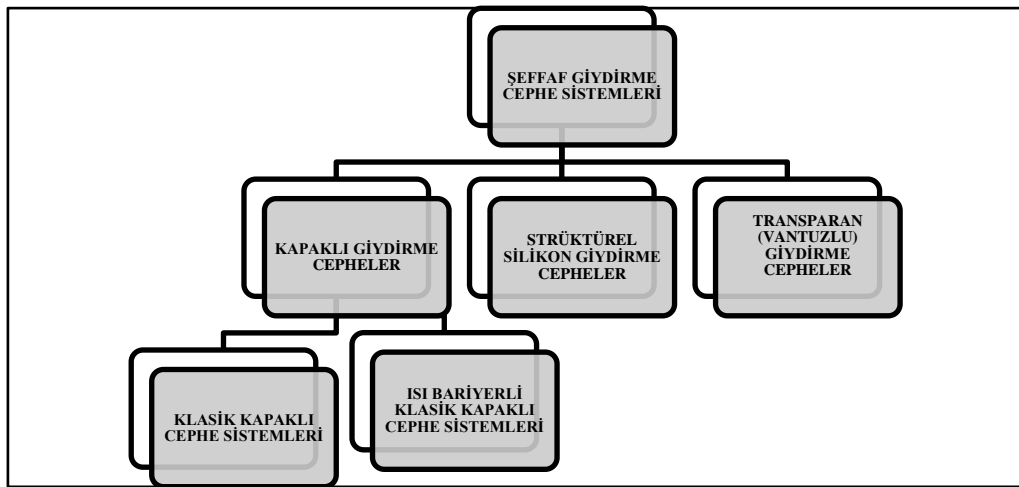 ŞEFFAF GİYDİRME
CEPHE SİSTEMLERİ
KAPAKLI GİYDİRME
CEPHELER
STRÜKTÜREL
SİLİKON GİYDİRME
CEPHELER
TRANSPARAN
(VANTUZLU)
GİYDİRME
CEPHELER
KLASİK KAPAKLI
CEPHE SİSTEMLERİ
ISI BARİYERLİ
KLASİK KAPAKLI
CEPHE SİSTEMLERİ